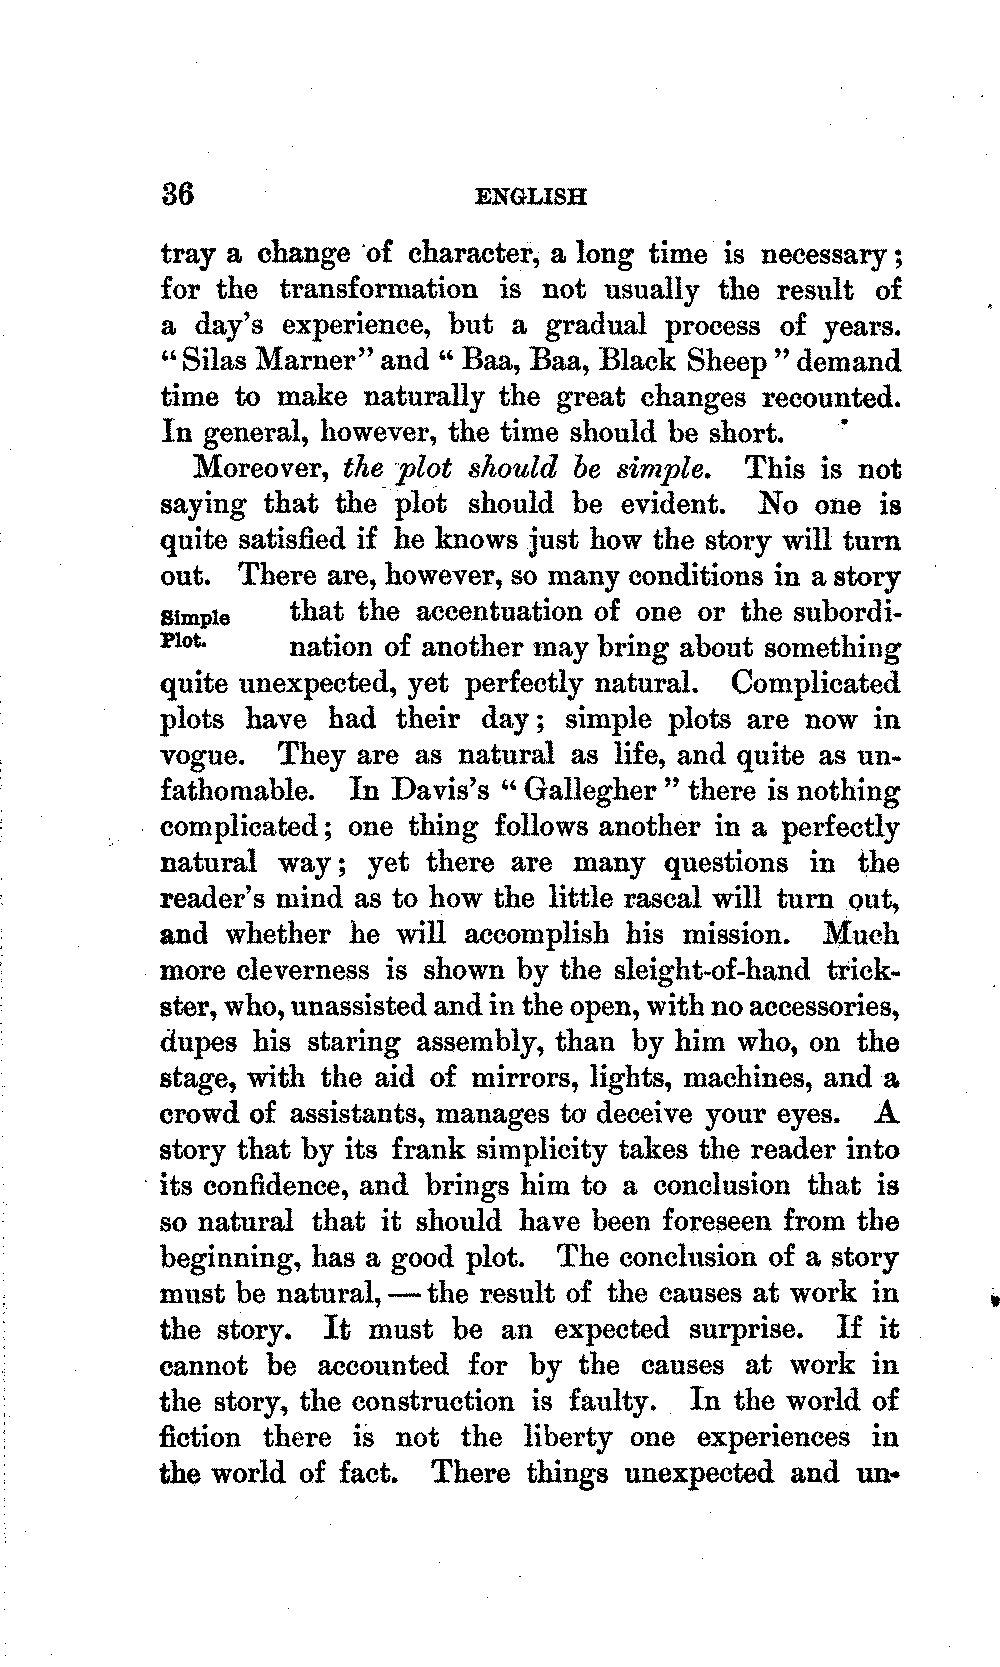 36 ENGLISH
tray a change of character, a long time is necessary;
for the transformation is not usually the result of
a day's experience, but a gradual process of years.
“Silas Marner” and “Baa, Baa, Black Sheep” demand
time to make naturally the great changes recounted.
In general, however, the time should be short.
Moreover, the plot should be simple. This is not
saying that the plot should be evident. No one is
quite satisfied if he knows just how the story will turn
out. There are, however, so many conditions in a story
Simple
Plot.
that the accentuation of one or the subordi-
nation of another may bring about something
quite unexpected, yet perfectly natural. Complicated
plots have had their day; simple plots are now in
vogue. They are as natural as life, and quite as un-
fathomable. In Davis's “Gallegher” there is nothing
complicated; one thing follows another in a perfectly
natural way; yet there are many questions in the
reader's mind as to how the little rascal will turn out,
and whether he will accomplish his mission. Much
more cleverness is shown by the sleight-of-hand trick-
ster, who, unassisted and in the open, with no accessories,
dupes his staring assembly, than by him who, on the
stage, with the aid of mirrors, lights, machines, and a
crowd of assistants, manages to deceive your eyes. A
story that by its frank simplicity takes the reader into
its confidence, and brings him to a conclusion that is
so natural that it should have been foreseen from the
beginning, has a good plot. The conclusion of a story
must be natural,—the result of the causes at work in
the story. It must be an expected surprise. If it
cannot be accounted for by the causes at work in
the story, the construction is faulty. In the world of
fiction there is not the liberty one experiences in
the world of fact. There things unexpected and un-